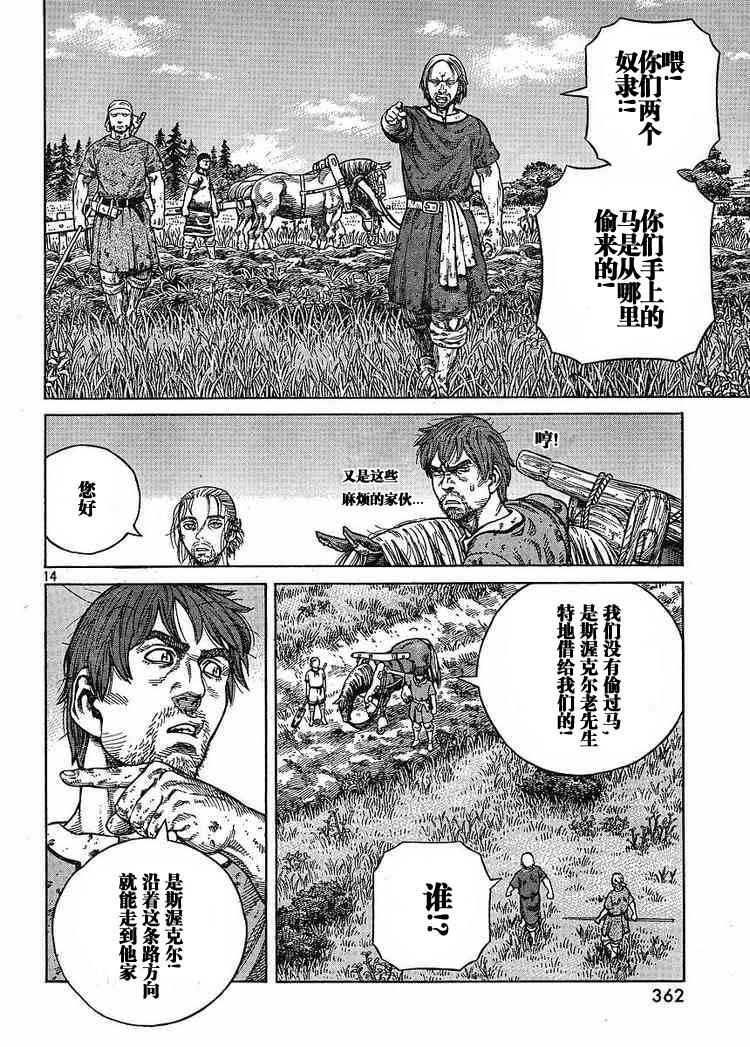 喂!
你们两个
奴隶!!
你们手上的
马是从哪里
偷来的!
哼!
又是这些
麻烦的家伙...
您好
14
我们没有偷过马,
是斯渥克尔老先生
特地借给我们的!
谁!?
是斯渥克尔!
沿着这条路方向
就能走到他家
362